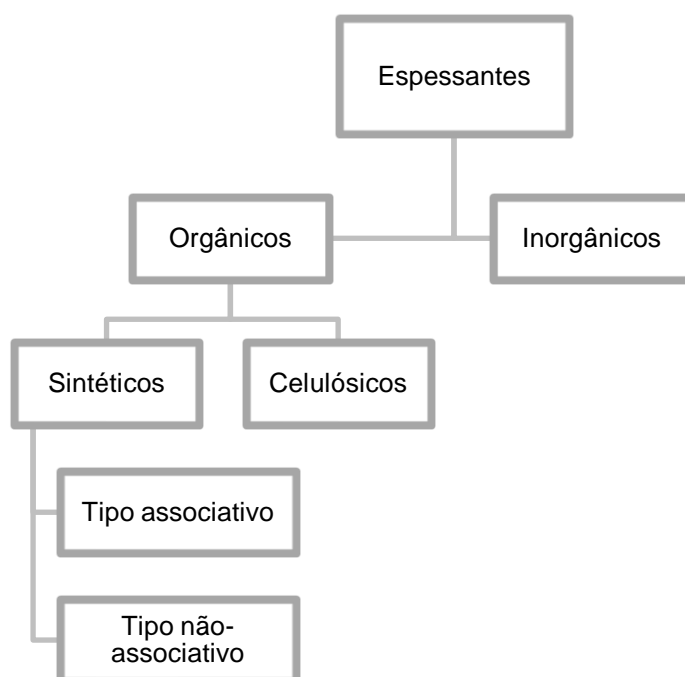 Espessantes
Orgânicos
Inorgânicos
Sintéticos
Celulósicos
Tipo associativo
Tipo não-
associativo